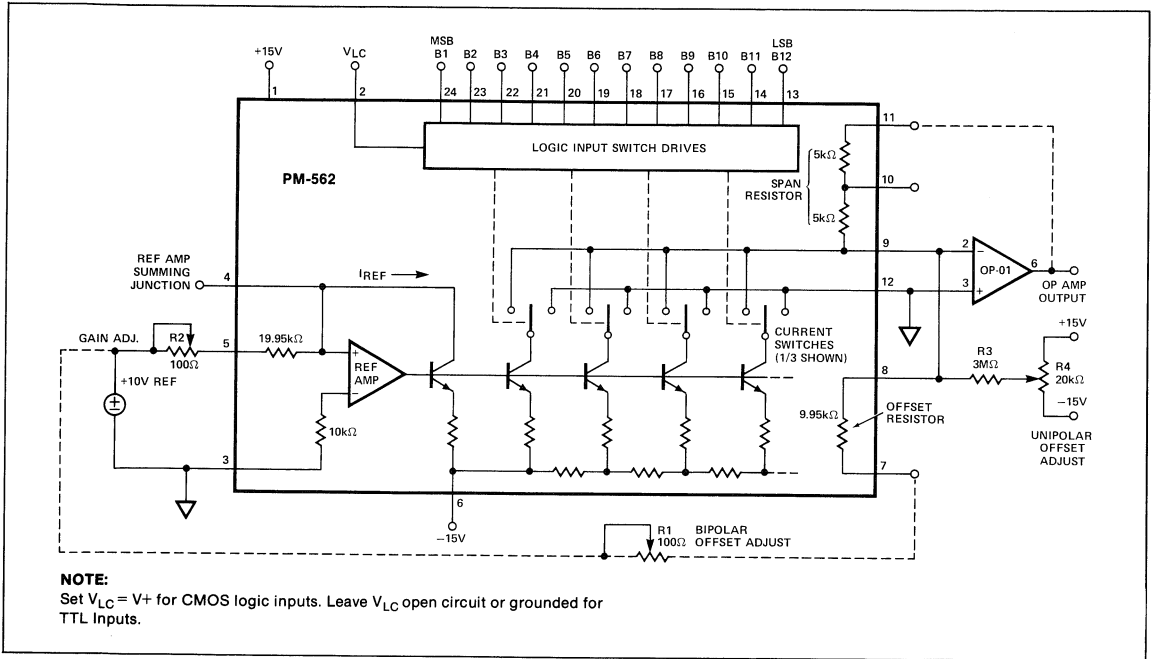 +15V
V_LC
MSB
B1 B2 B3 B4 B5 B6 B7 B8 B9 B10 B11
LSB
B12
1 2 24 23 22 21 20 19 18 17 16 15 14 13
LOGIC INPUT SWITCH DRIVES
PM-562
11
5kΩ
SPAN
RESISTOR
10
5kΩ
9
2
−
OP-01
6
+
3
12
OP AMP
OUTPUT
REF AMP
SUMMING
JUNCTION
4
I_REF
CURRENT
SWITCHES
(1/3 SHOWN)
GAIN ADJ.
R2
100Ω
5
19.95kΩ
+
REF
AMP
−
10kΩ
+10V REF
±
3
8
R3
3MΩ
+15V
R4
20kΩ
−15V
UNIPOLAR
OFFSET
ADJUST
9.95kΩ
OFFSET
RESISTOR
7
6
−15V
R1
100Ω
BIPOLAR
OFFSET ADJUST
NOTE:
Set V_LC = V+ for CMOS logic inputs. Leave V_LC open circuit or grounded for
TTL Inputs.